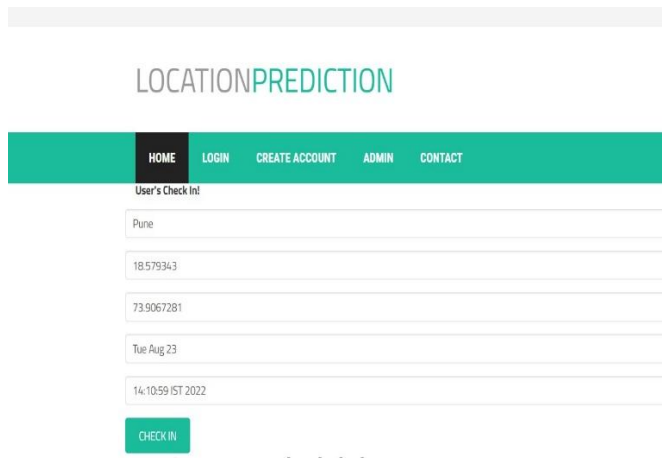 LOCATIONPREDICTION
HOME LOGIN CREATE ACCOUNT ADMIN CONTACT
User's Check In!
Pune
18.579343
73.9067281
Tue Aug 23
14:10:59 IST 2022
CHECK IN